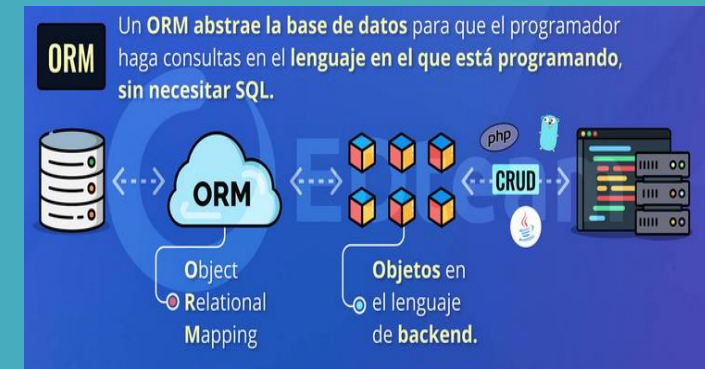 ORM
Un ORM abstrae la base de datos para que el programador
haga consultas en el lenguaje en el que está programando,
sin necesitar SQL.
ORM
php
CRUD
EDteam
Object
Relational
Mapping
Objetos en
el lenguaje
de backend.